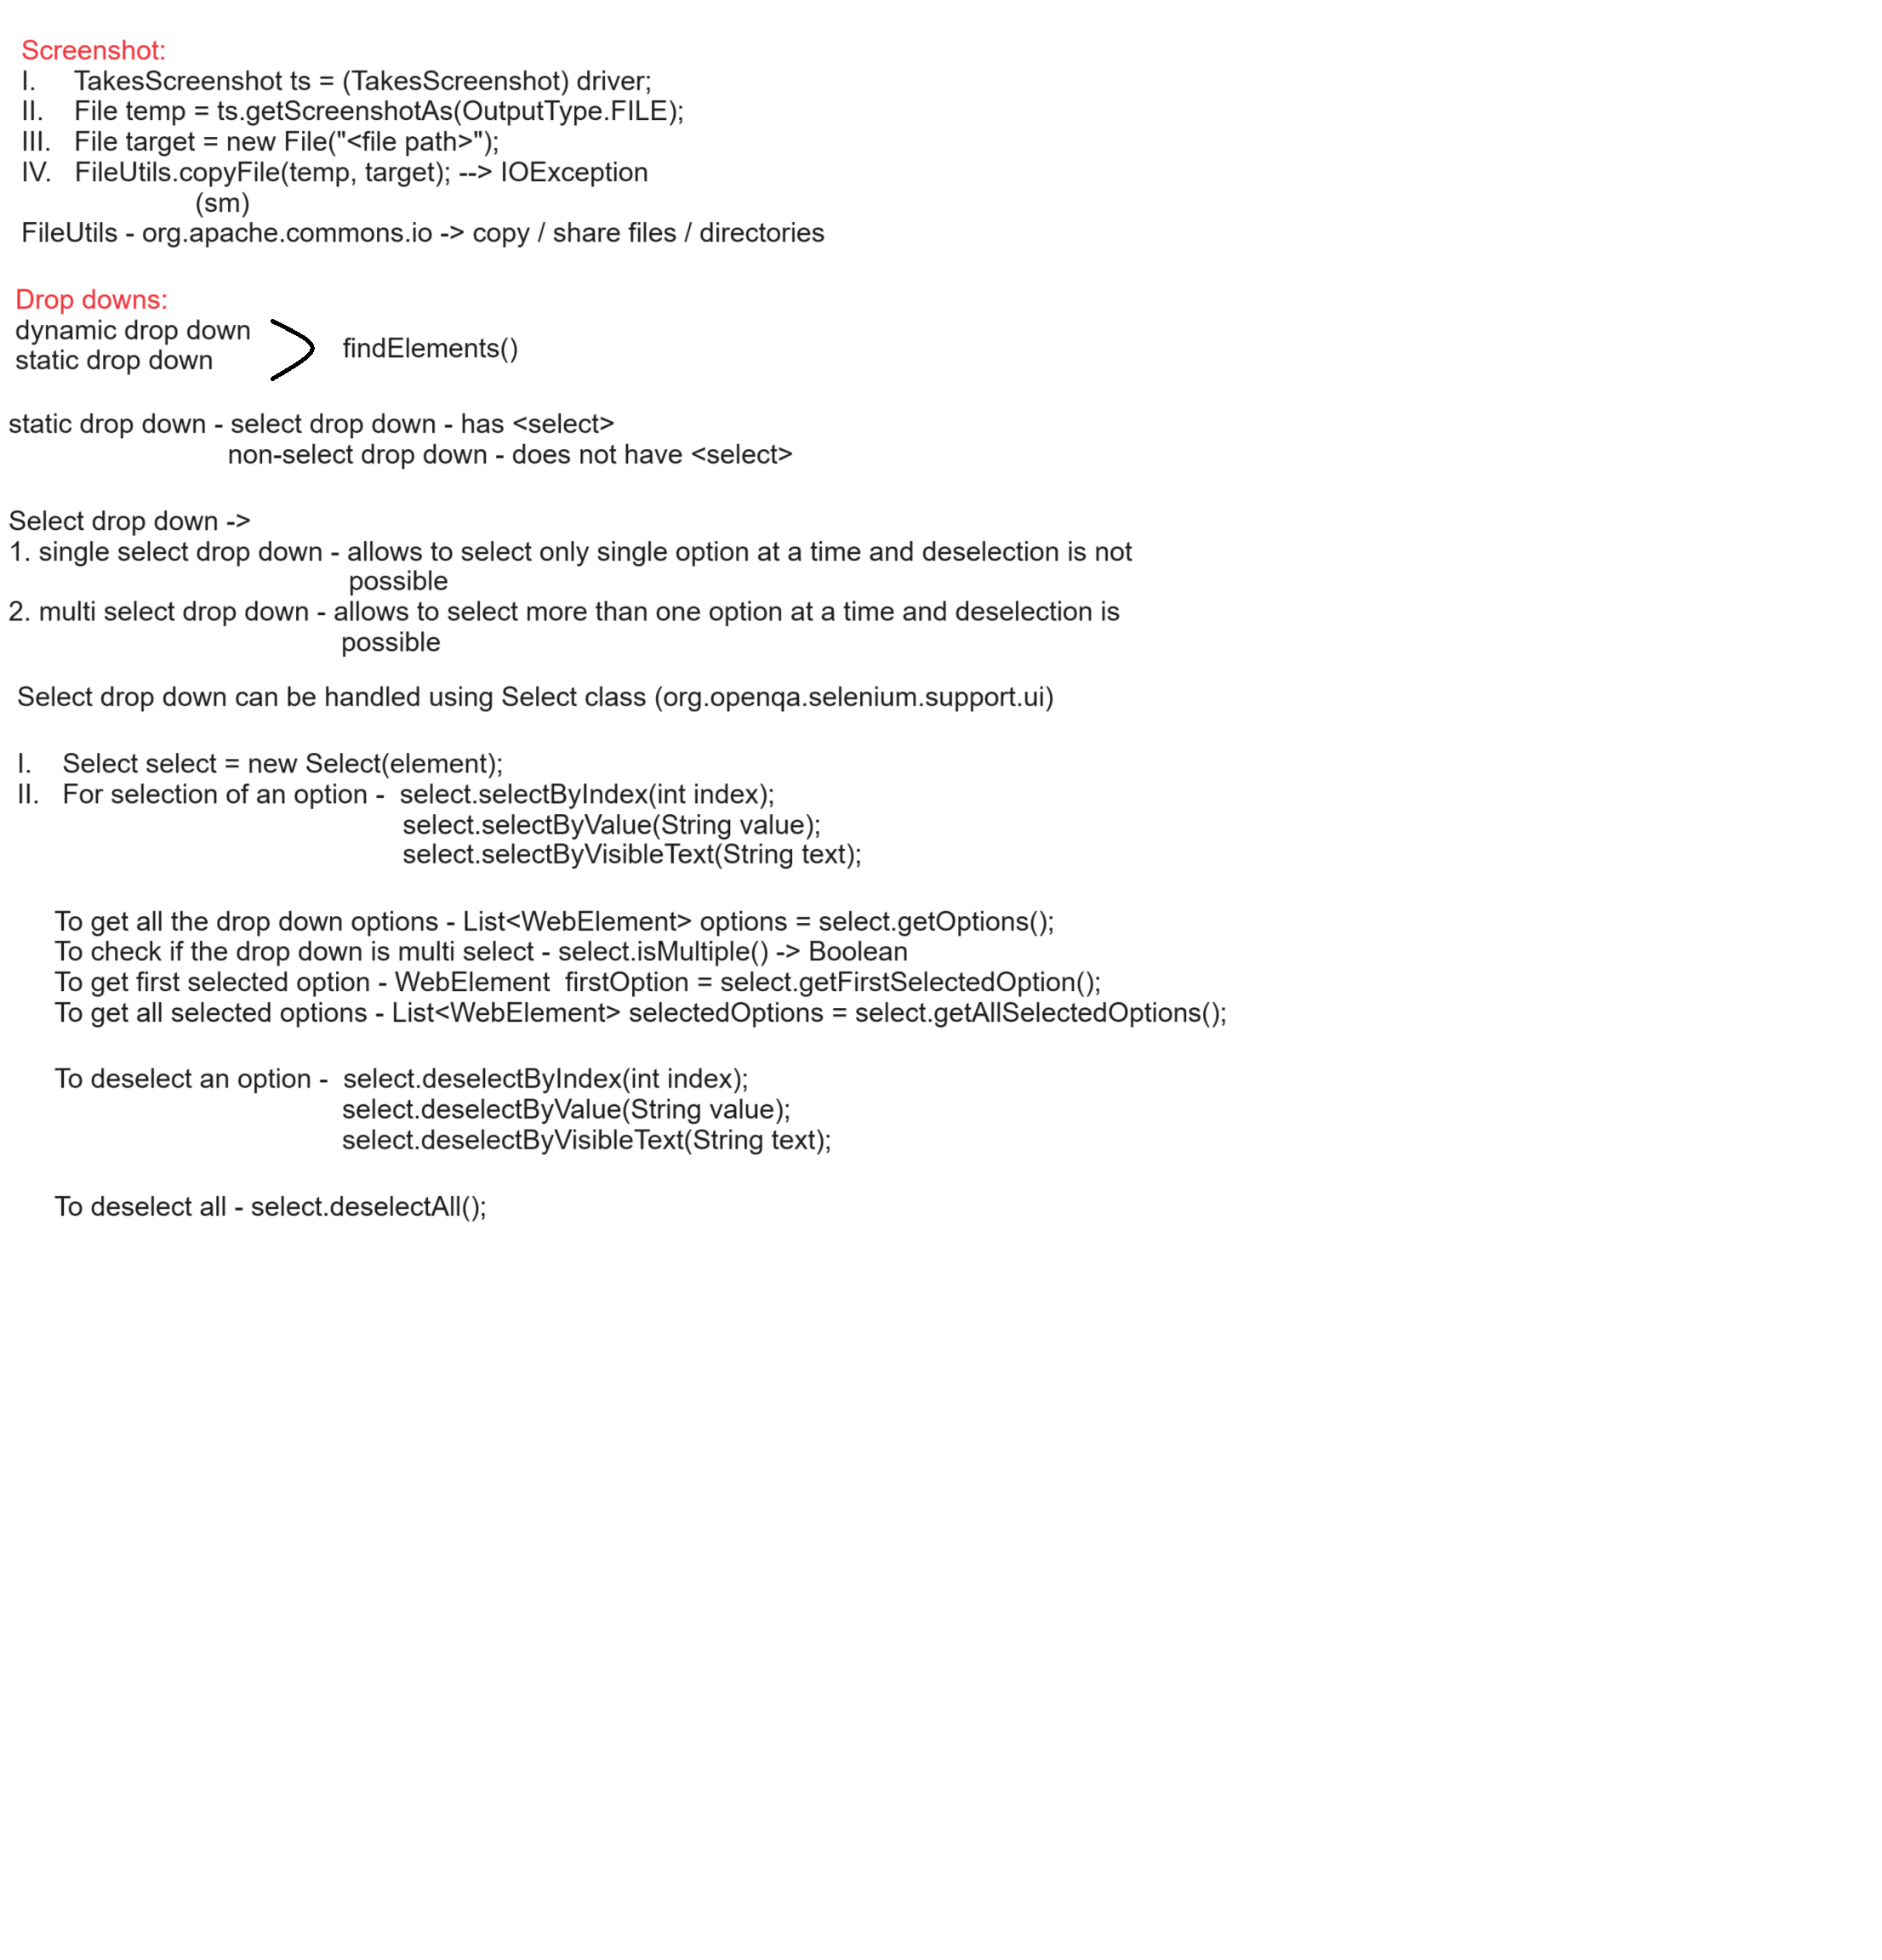 Screenshot:
I. TakesScreenshot ts = (TakesScreenshot) driver;
II. File temp = ts.getScreenshotAs(OutputType.FILE);
III. File target = new File("<file path>");
IV. FileUtils.copyFile(temp, target); --> IOException
(sm)
FileUtils - org.apache.commons.io -> copy / share files / directories
Drop downs:
dynamic drop down
static drop down
findElements()
static drop down - select drop down - has <select>
non-select drop down - does not have <select>
Select drop down ->
1. single select drop down - allows to select only single option at a time and deselection is not
possible
2. multi select drop down - allows to select more than one option at a time and deselection is
possible
Select drop down can be handled using Select class (org.openqa.selenium.support.ui)
I. Select select = new Select(element);
II. For selection of an option - select.selectByIndex(int index);
select.selectByValue(String value);
select.selectByVisibleText(String text);
To get all the drop down options - List<WebElement> options = select.getOptions();
To check if the drop down is multi select - select.isMultiple() -> Boolean
To get first selected option - WebElement firstOption = select.getFirstSelectedOption();
To get all selected options - List<WebElement> selectedOptions = select.getAllSelectedOptions();
To deselect an option - select.deselectByIndex(int index);
select.deselectByValue(String value);
select.deselectByVisibleText(String text);
To deselect all - select.deselectAll();